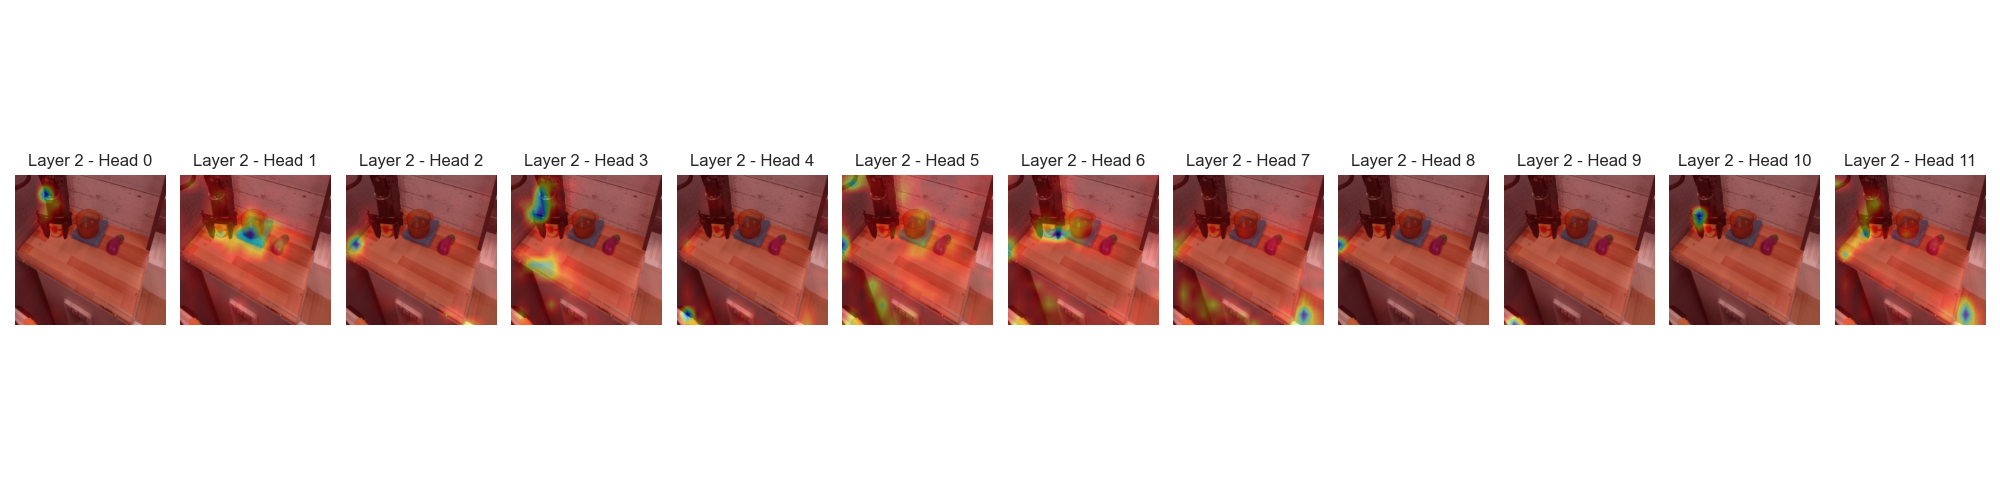 Layer 2 - Head 0
Layer 2 - Head 1
Layer 2 - Head 2
Layer 2 - Head 3
Layer 2 - Head 4
Layer 2 - Head 5
Layer 2 - Head 6
Layer 2 - Head 7
Layer 2 - Head 8
Layer 2 - Head 9
Layer 2 - Head 10
Layer 2 - Head 11